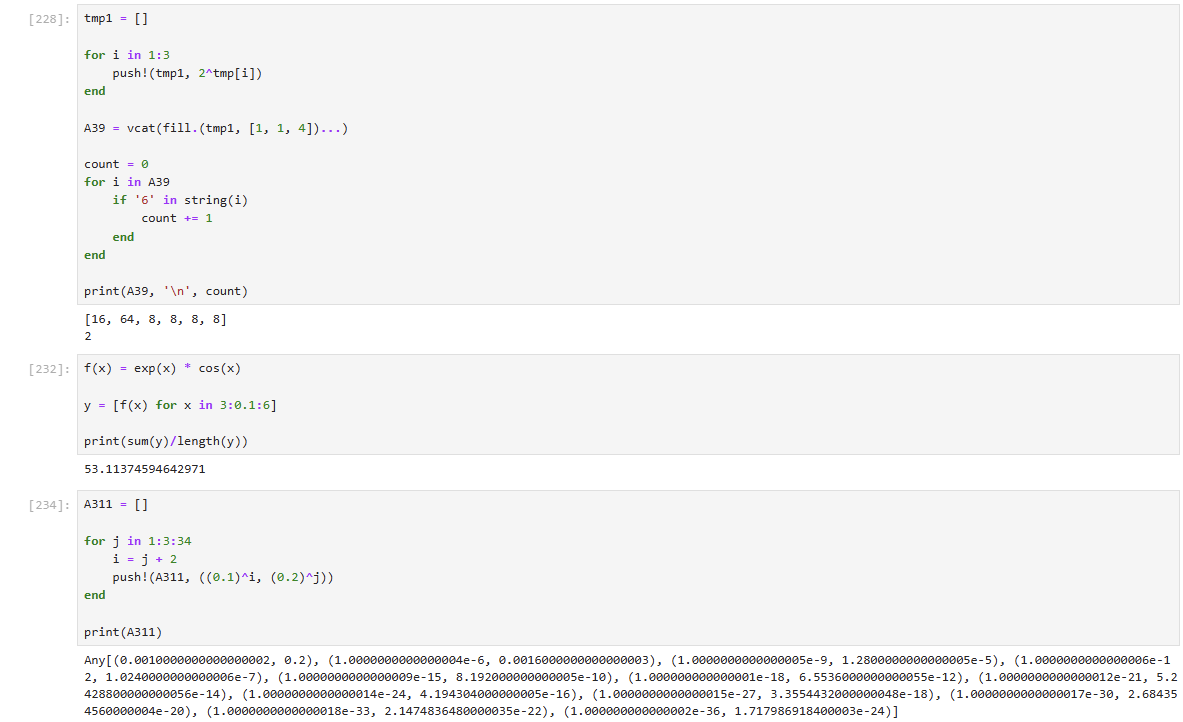 [228]: tmp1 = []
for i in 1:3
push!(tmp1, 2^tmp[i])
end
A39 = vcat(fill.(tmp1, [1, 1, 4])...)
count = 0
for i in A39
if '6' in string(i)
count += 1
end
end
print(A39, '\n', count)
[16, 64, 8, 8, 8, 8]
2
[232]: f(x) = exp(x) * cos(x)
y = [f(x) for x in 3:0.1:6]
print(sum(y)/length(y))
53.11374594642971
[234]: A311 = []
for j in 1:3:34
i = j + 2
push!(A311, ((0.1)^i, (0.2)^j))
end
print(A311)
Any[(0.0010000000000000002, 0.2), (1.0000000000000004e-6, 0.0016000000000000003), (1.0000000000000005e-9, 1.2800000000000005e-5), (1.0000000000000006e-1
2, 1.0240000000000006e-7), (1.0000000000000009e-15, 8.192000000000005e-10), (1.000000000000001e-18, 6.5536000000000055e-12), (1.0000000000000012e-21, 5.2
428800000000056e-14), (1.0000000000000014e-24, 4.194304000000005e-16), (1.0000000000000015e-27, 3.3554432000000048e-18), (1.0000000000000017e-30, 2.68435
4560000004e-20), (1.0000000000000018e-33, 2.1474836480000035e-22), (1.000000000000002e-36, 1.717986918400003e-24)]